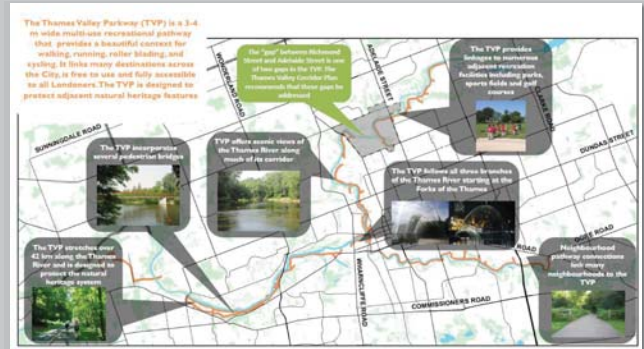 The Thames Valley Parkway (TVP) is a 3-4
m wide multi-use recreational pathway
that provides a beautiful context for
walking, running, roller blading, and
cycling. It links many destinations across
the City, is free to use and fully accessible
to all Londoners. The TVP is designed to
protect adjacent natural heritage features
The "gap" between Richmond
Street and Adelaide Street is one
of two gaps in the TVP. The
Thames Valley Corridor Plan
recommends that these gaps be
addressed
The TVP provides
linkages to numerous
adjacent recreation
facilities including parks,
sports fields and golf
courses
WONDERLAND ROAD
ADELAIDE STREET
CLARKE ROAD
SUNNINGDALE ROAD
DUNDAS STREET
The TVP incorporates
several pedestrian bridges
TVP offers scenic views of
the Thames River along
much of its corridor
The TVP follows all three branches
of the Thames River starting at the
Forks of the Thames
The TVP stretches over
42 km along the Thames
River and is designed to
protect the natural
heritage system
WHARNCLIFFE ROAD
COMMISSIONERS ROAD
ROAD
GORE ROAD
Neighbourhood
pathway connections
link many
neighbourhoods to the
TVP